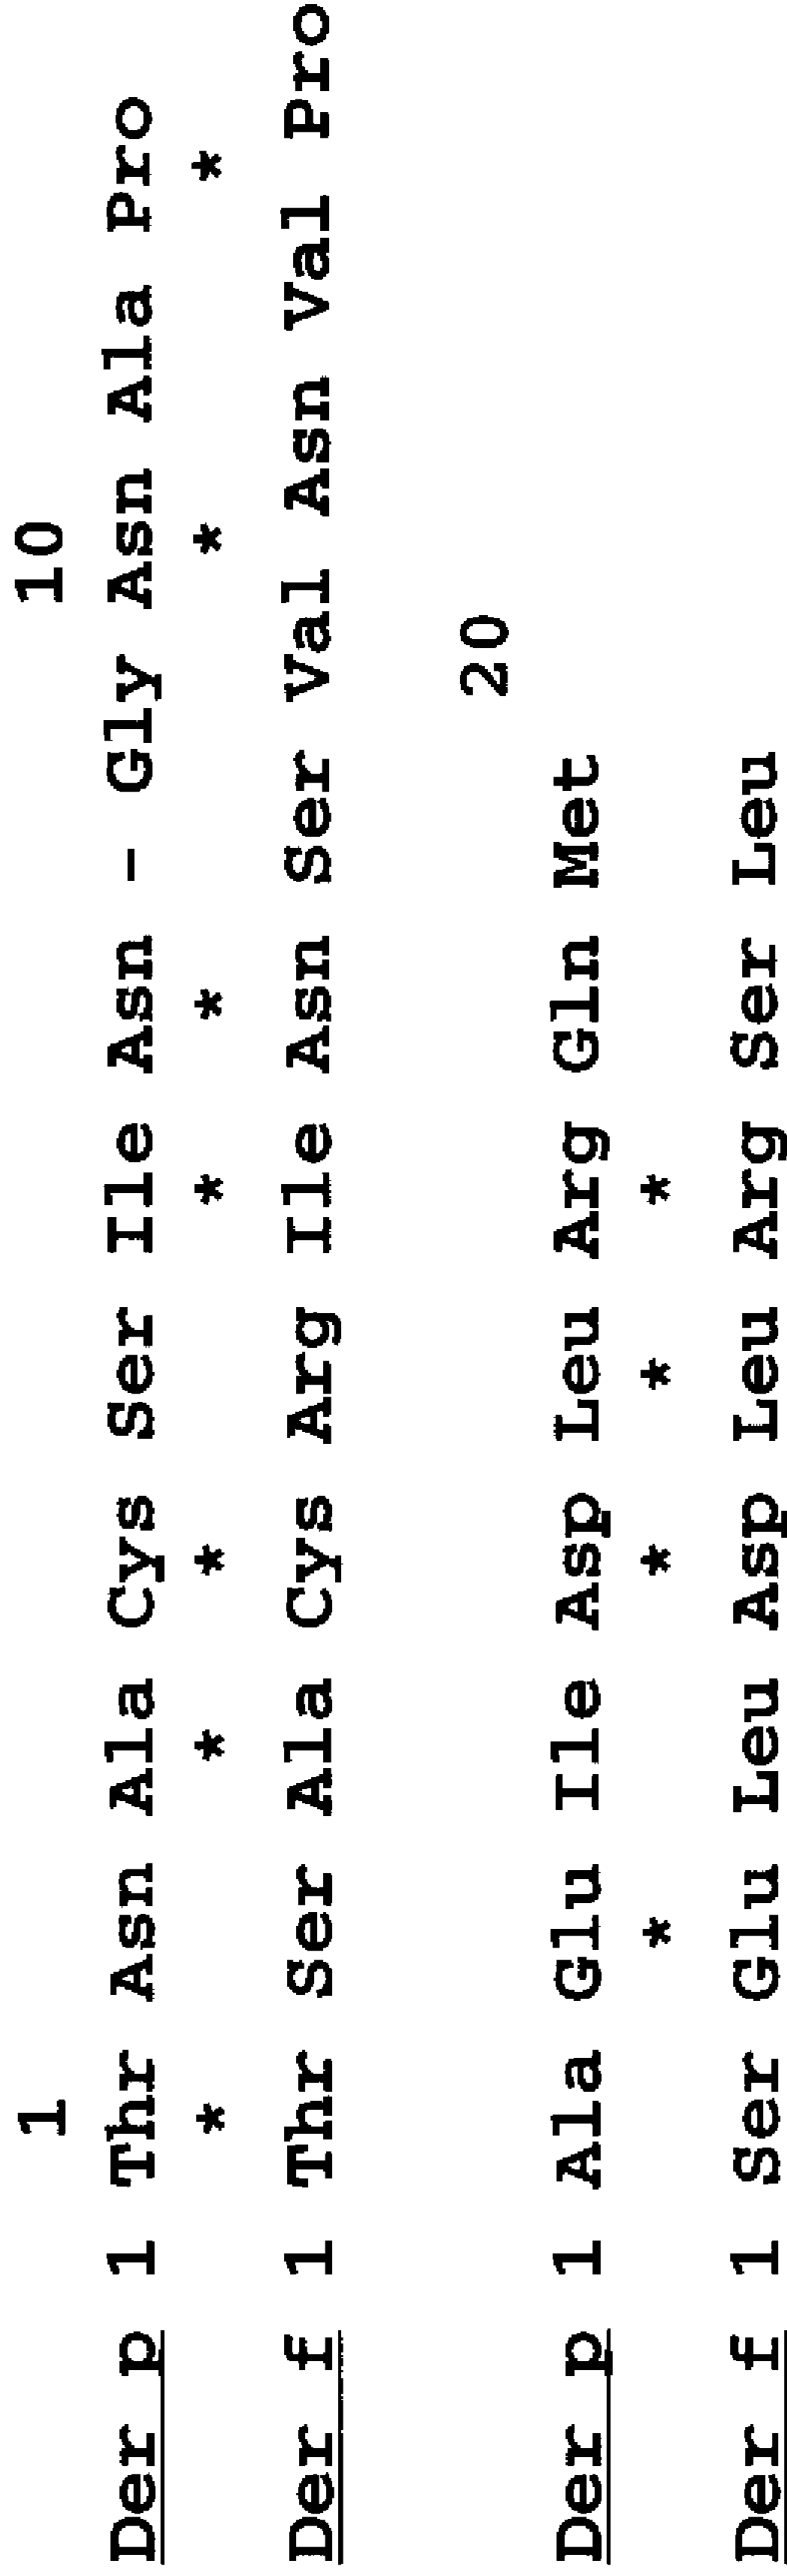 1 10
Der p 1 Thr Asn Ala Cys Ser Ile Asn - Gly Asn Ala Pro
* * * * * * *
Der f 1 Thr Ser Ala Cys Arg Ile Asn Ser Val Asn Val Pro
20
Der p 1 Ala Glu Ile Asp Leu Arg Gln Met
* * * *
Der f 1 Ser Glu Leu Asp Leu Arg Ser Leu